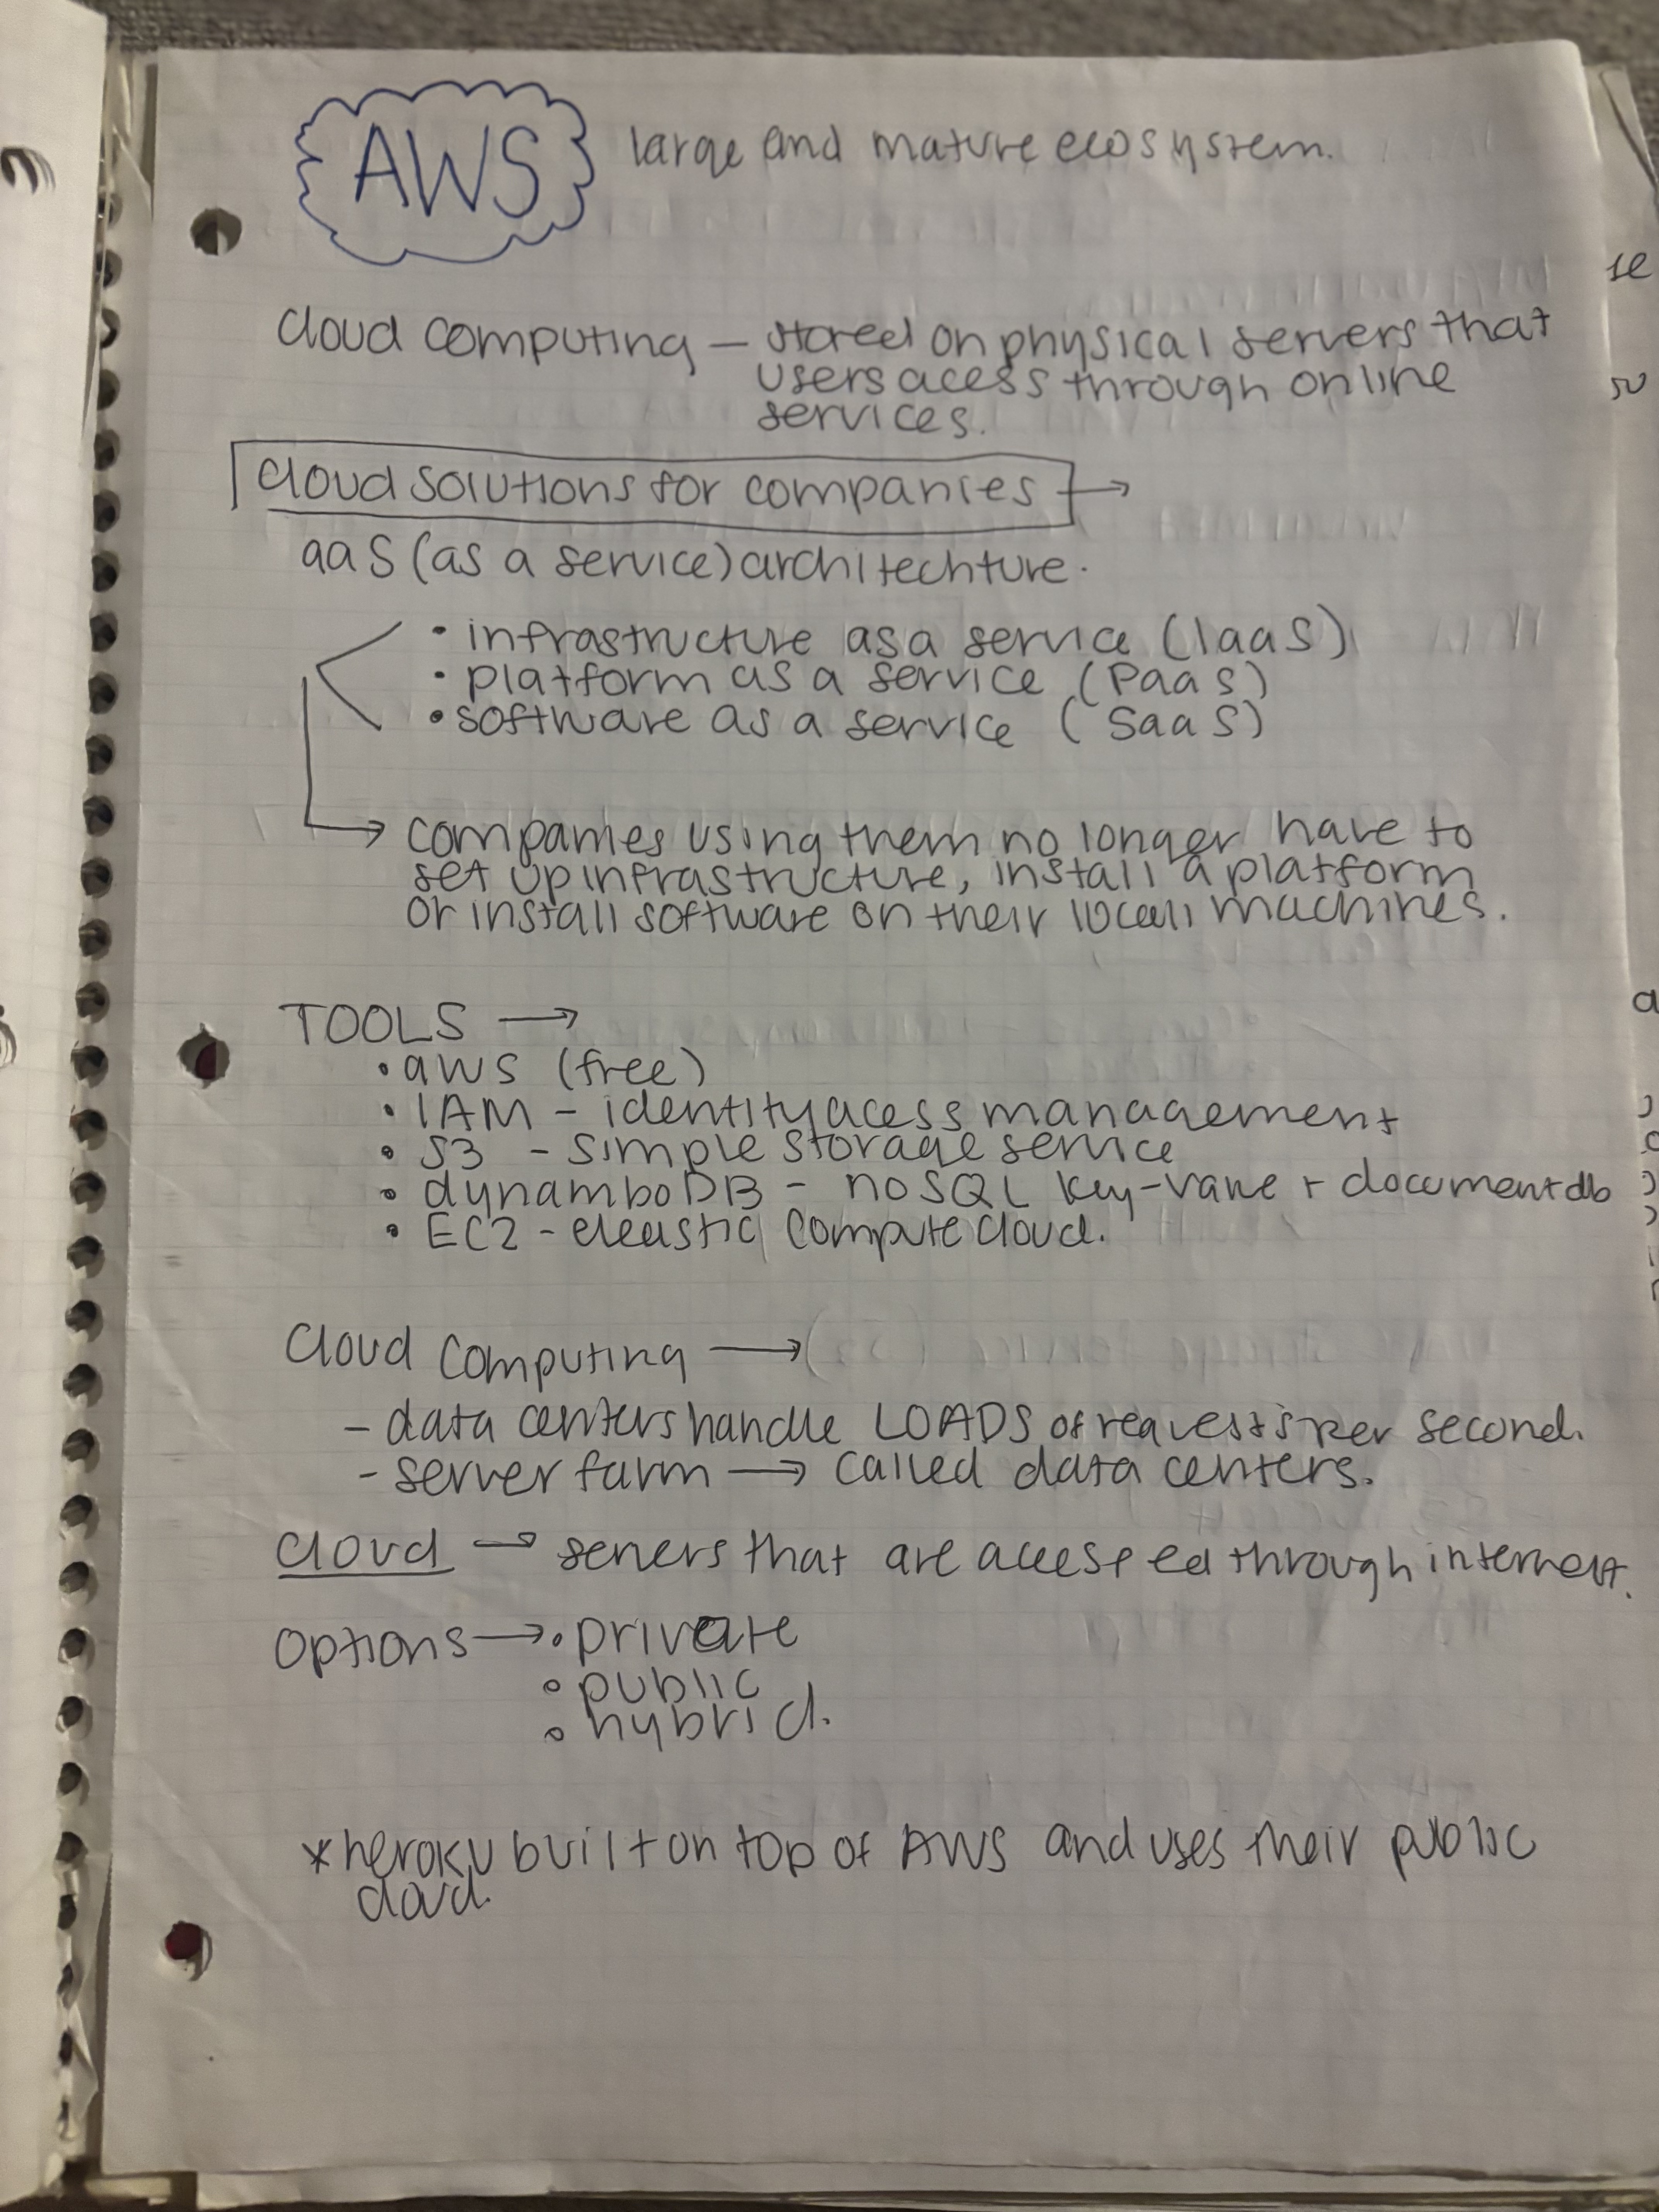 AWS large and mature ecosystem.
Cloud computing — stored on physical servers that
users acess through online
services.
Cloud solutions for companies →
aaS (as a service) architechture.
• infrastructure as a service (IaaS)
• platform as a service (PaaS)
• software as a service (SaaS)
→ companies using them no longer have to
set up infrastructure, install a platform
or install software on their locall machines.
TOOLS →
• aws (free)
• IAM - identity acess management
• S3 - simple storage service
• dynamboDB - noSQL key-value + document db
• EC2 - eleastic compute cloud.
Cloud Computing →
- data centers handle LOADS of requests per second.
- server farm → called data centers.
Cloud → servers that are accessed through internet.
Options → • private
• public
• hybrid.
* heroku built on top of AWS and uses their public
cloud.